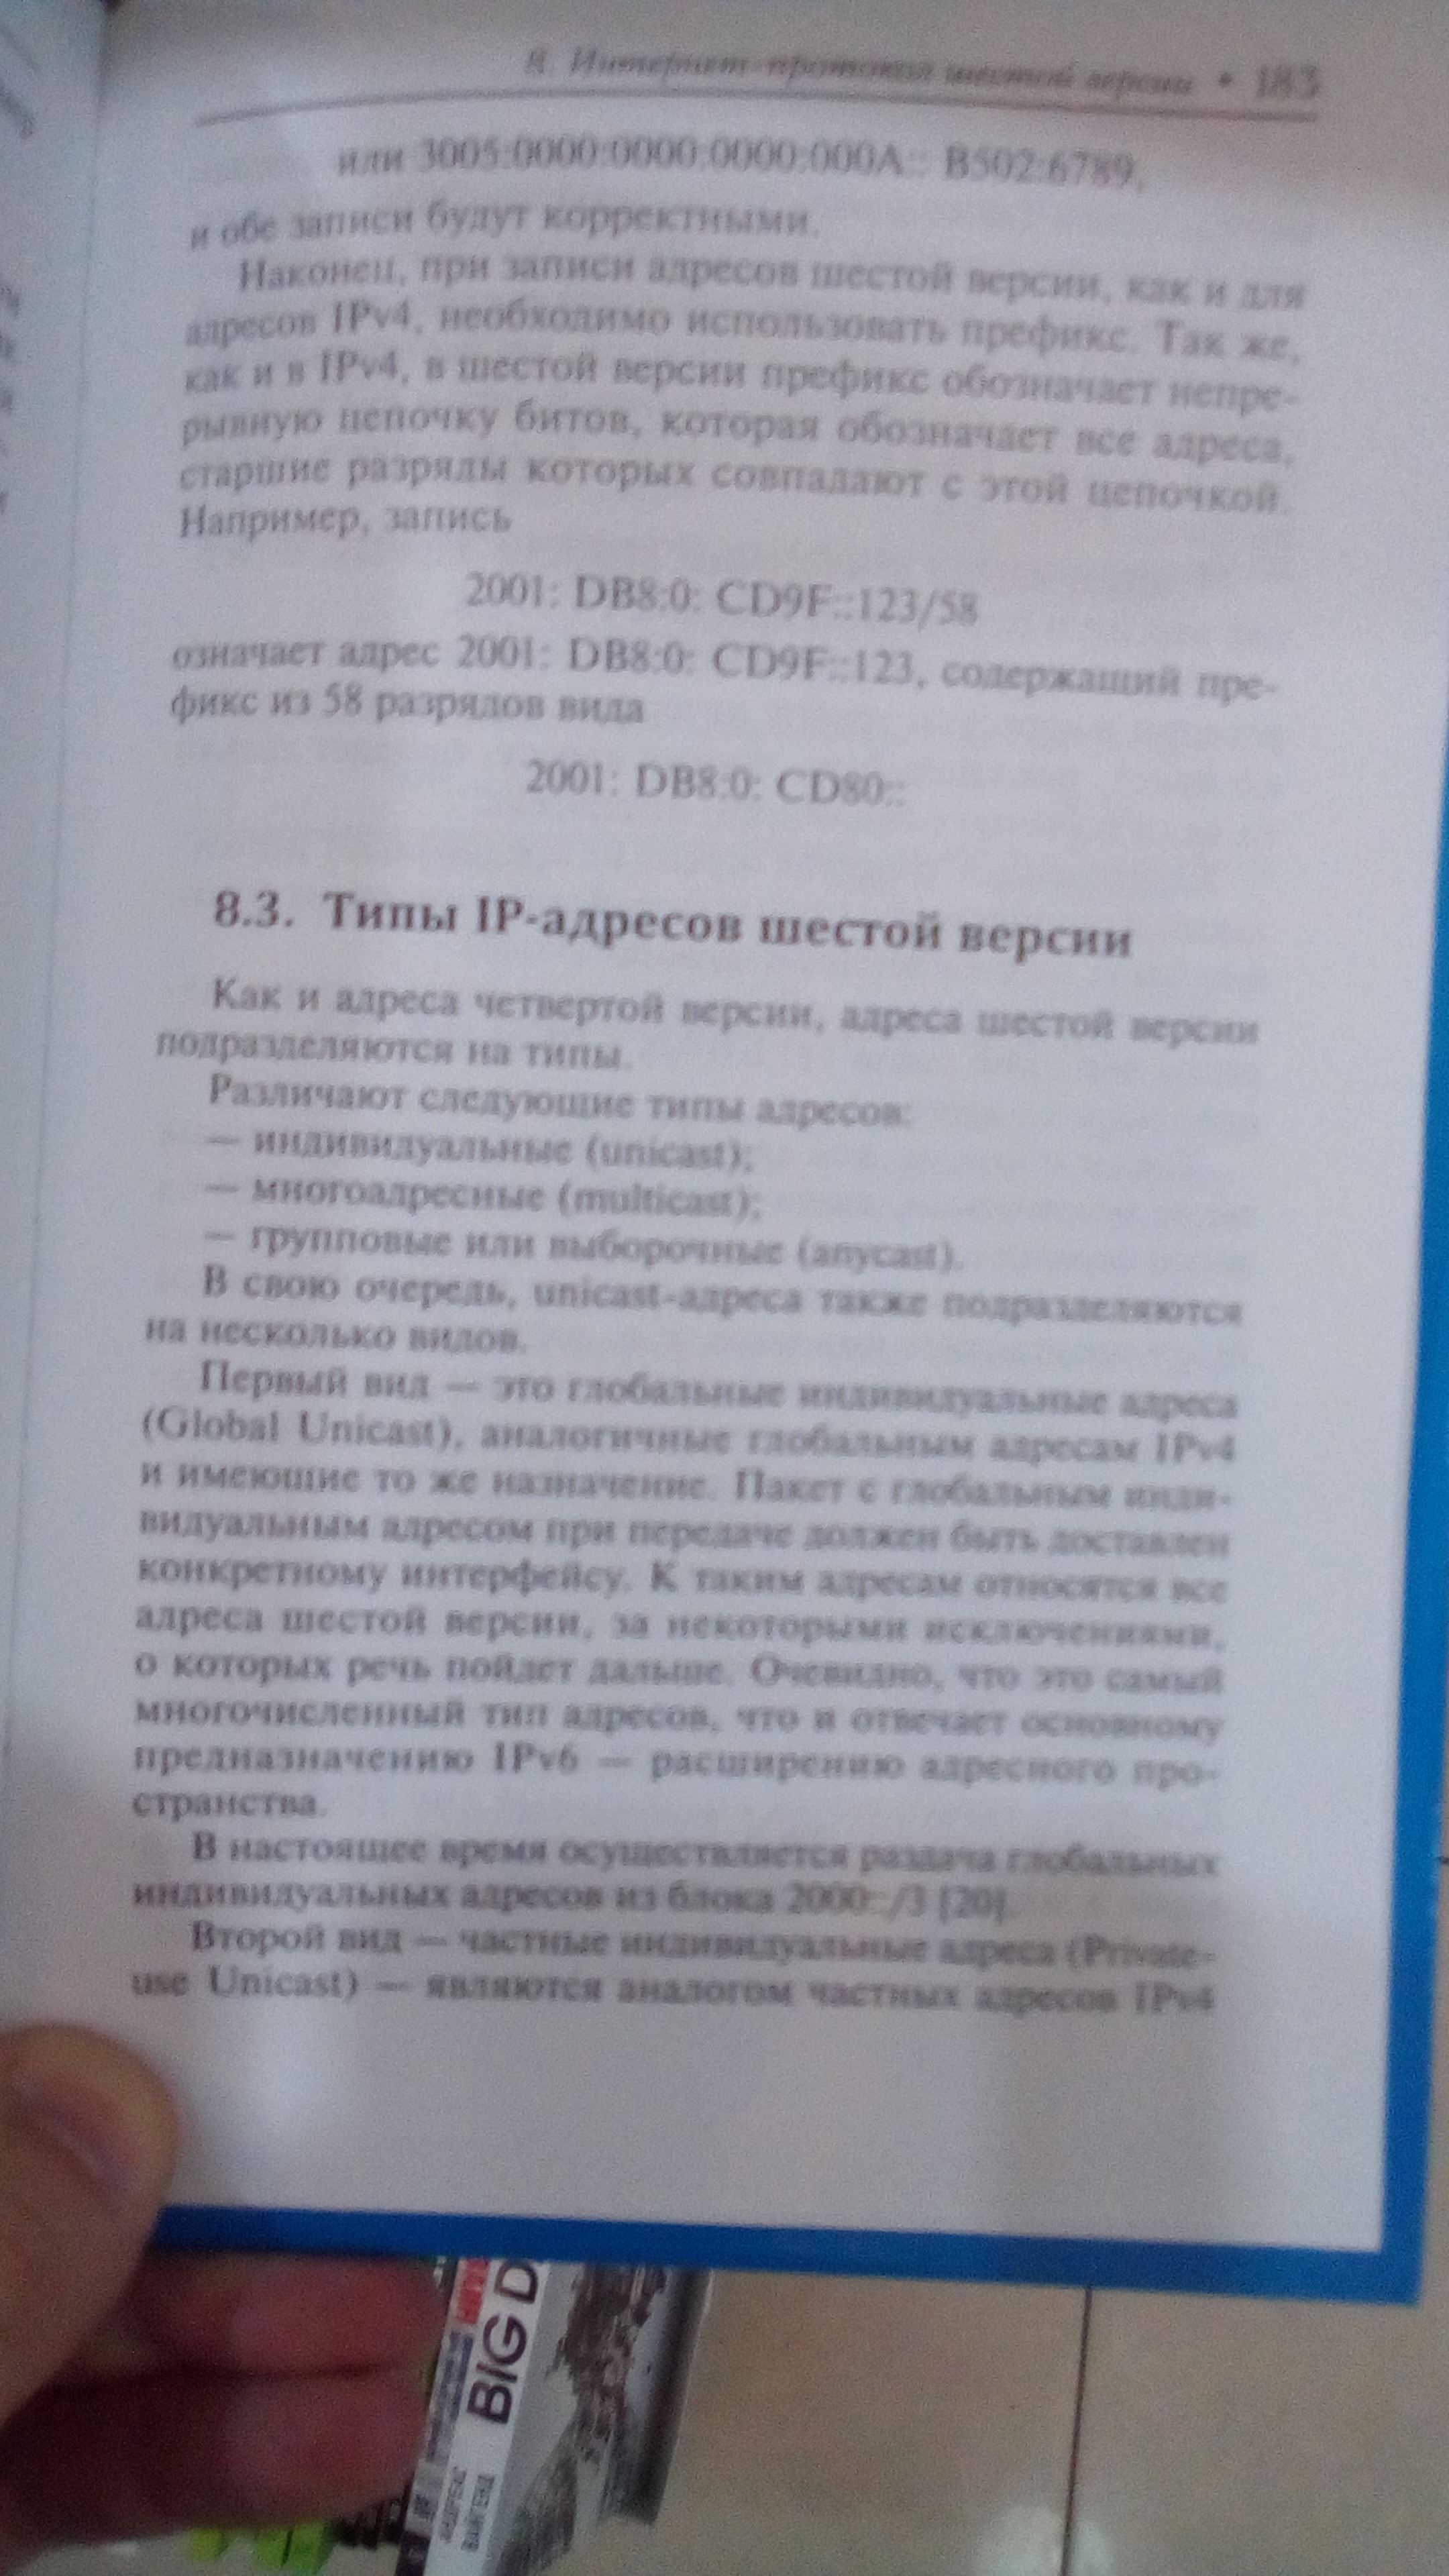 8. Интернет-протокол шестой версии • 183
или 3005:0000:0000:0000:000A:: B502:6789,
и обе записи будут корректными.
Наконец, при записи адресов шестой версии, как и для
адресов IPv4, необходимо использовать префикс. Так же,
как и в IPv4, в шестой версии префикс обозначает непре-
рывную цепочку битов, которая обозначает все адреса,
старшие разряды которых совпадают с этой цепочкой.
Например, запись
2001: DB8:0: CD9F::123/58
означает адрес 2001: DB8:0: CD9F::123, содержащий пре-
фикс из 58 разрядов вида
2001: DB8:0: CD80::
8.3. Типы IP-адресов шестой версии
Как и адреса четвертой версии, адреса шестой версии
подразделяются на типы.
Различают следующие типы адресов:
— индивидуальные (unicast);
— многоадресные (multicast);
— групповые или выборочные (anycast).
В свою очередь, unicast-адреса также подразделяются
на несколько видов.
Первый вид — это глобальные индивидуальные адреса
(Global Unicast), аналогичные глобальным адресам IPv4
и имеющие то же назначение. Пакет с глобальным инди-
видуальным адресом при передаче должен быть доставлен
конкретному интерфейсу. К таким адресам относятся все
адреса шестой версии, за некоторыми исключениями,
о которых речь пойдет дальше. Очевидно, что это самый
многочисленный тип адресов, что и отвечает основному
предназначению IPv6 — расширению адресного про-
странства.
В настоящее время осуществляется раздача глобальных
индивидуальных адресов из блока 2000::/3 [20].
Второй вид — частные индивидуальные адреса (Private-
use Unicast) — являются аналогом частных адресов IPv4
BIG D